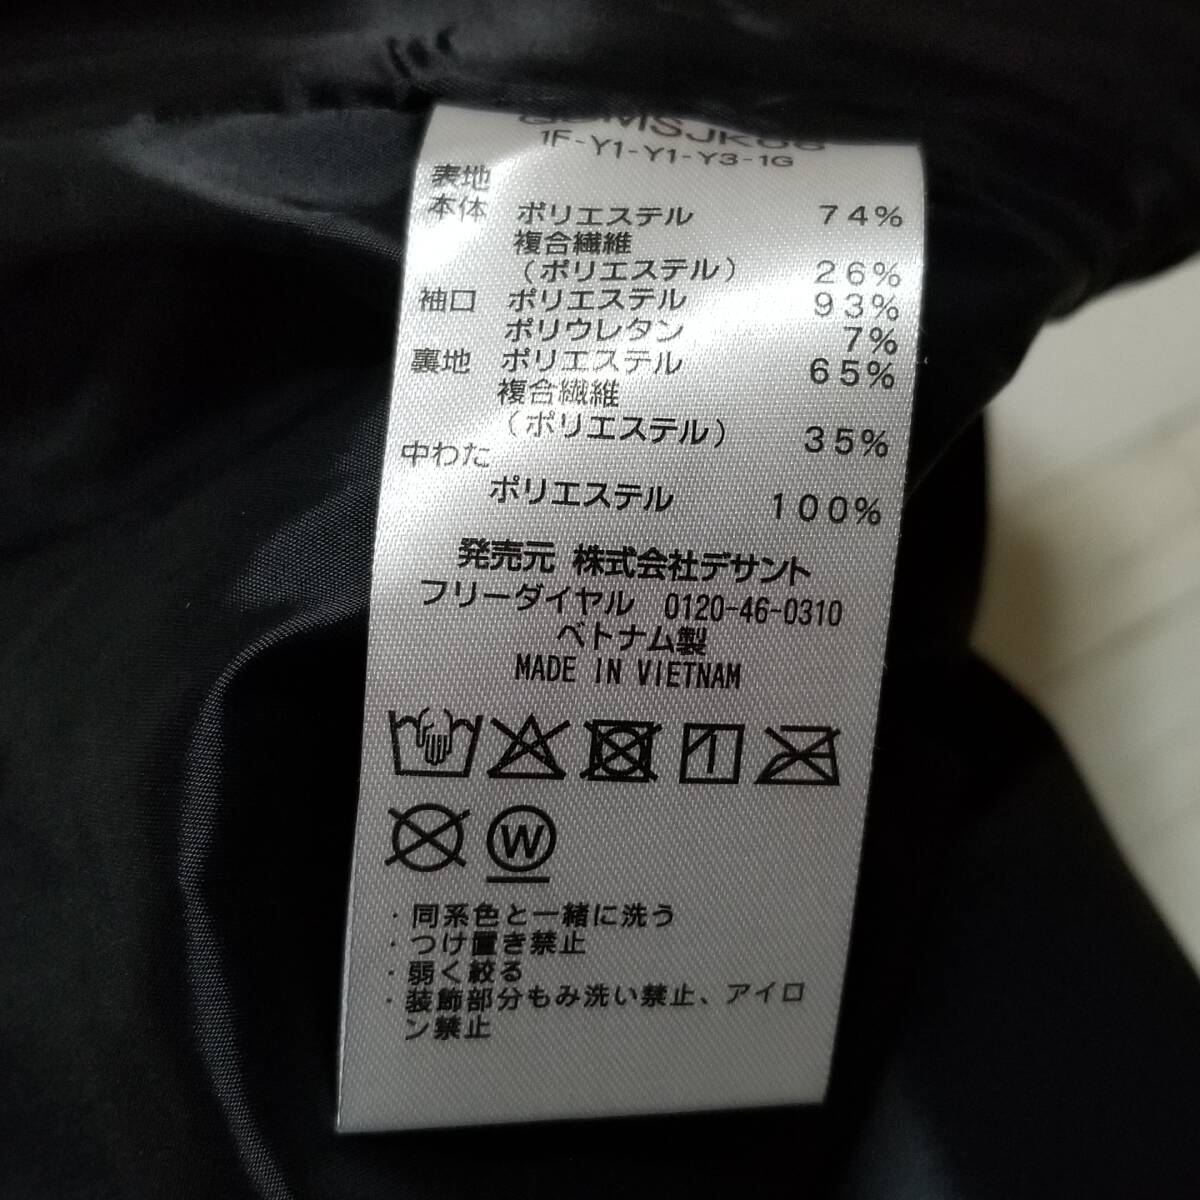 1F-Y1-Y1-Y3-1G
表地
本体 ポリエステル 74%
複合繊維
(ポリエステル) 26%
袖口 ポリエステル 93%
ポリウレタン 7%
裏地 ポリエステル 65%
複合繊維
(ポリエステル) 35%
中わた
ポリエステル 100%
発売元 株式会社デサント
フリーダイヤル 0120-46-0310
ベトナム製
MADE IN VIETNAM
W
・同系色と一緒に洗う
・つけ置き禁止
・弱く絞る
・装飾部分もみ洗い禁止、アイロ
ン禁止